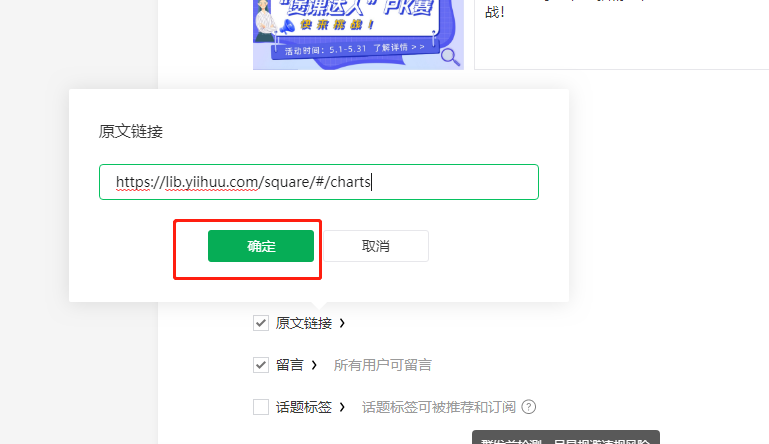 "煲课达人"PK赛
快来挑战！
活动时间：5.1-5.31 了解详情 >>
战！
原文链接
https://lib.yiihuu.com/square/#/charts
确定
取消
原文链接
留言 所有用户可留言
话题标签 话题标签可被推荐和订阅 ?